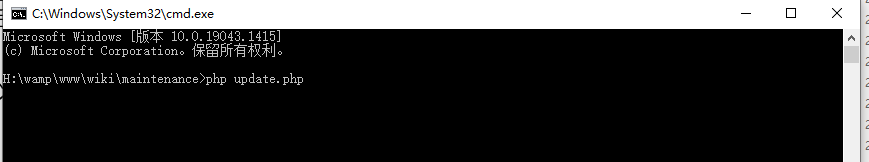 C:\Windows\System32\cmd.exe
Microsoft Windows [版本 10.0.19043.1415]
(c) Microsoft Corporation。保留所有权利。
H:\wamp\www\wiki\maintenance>php update.php